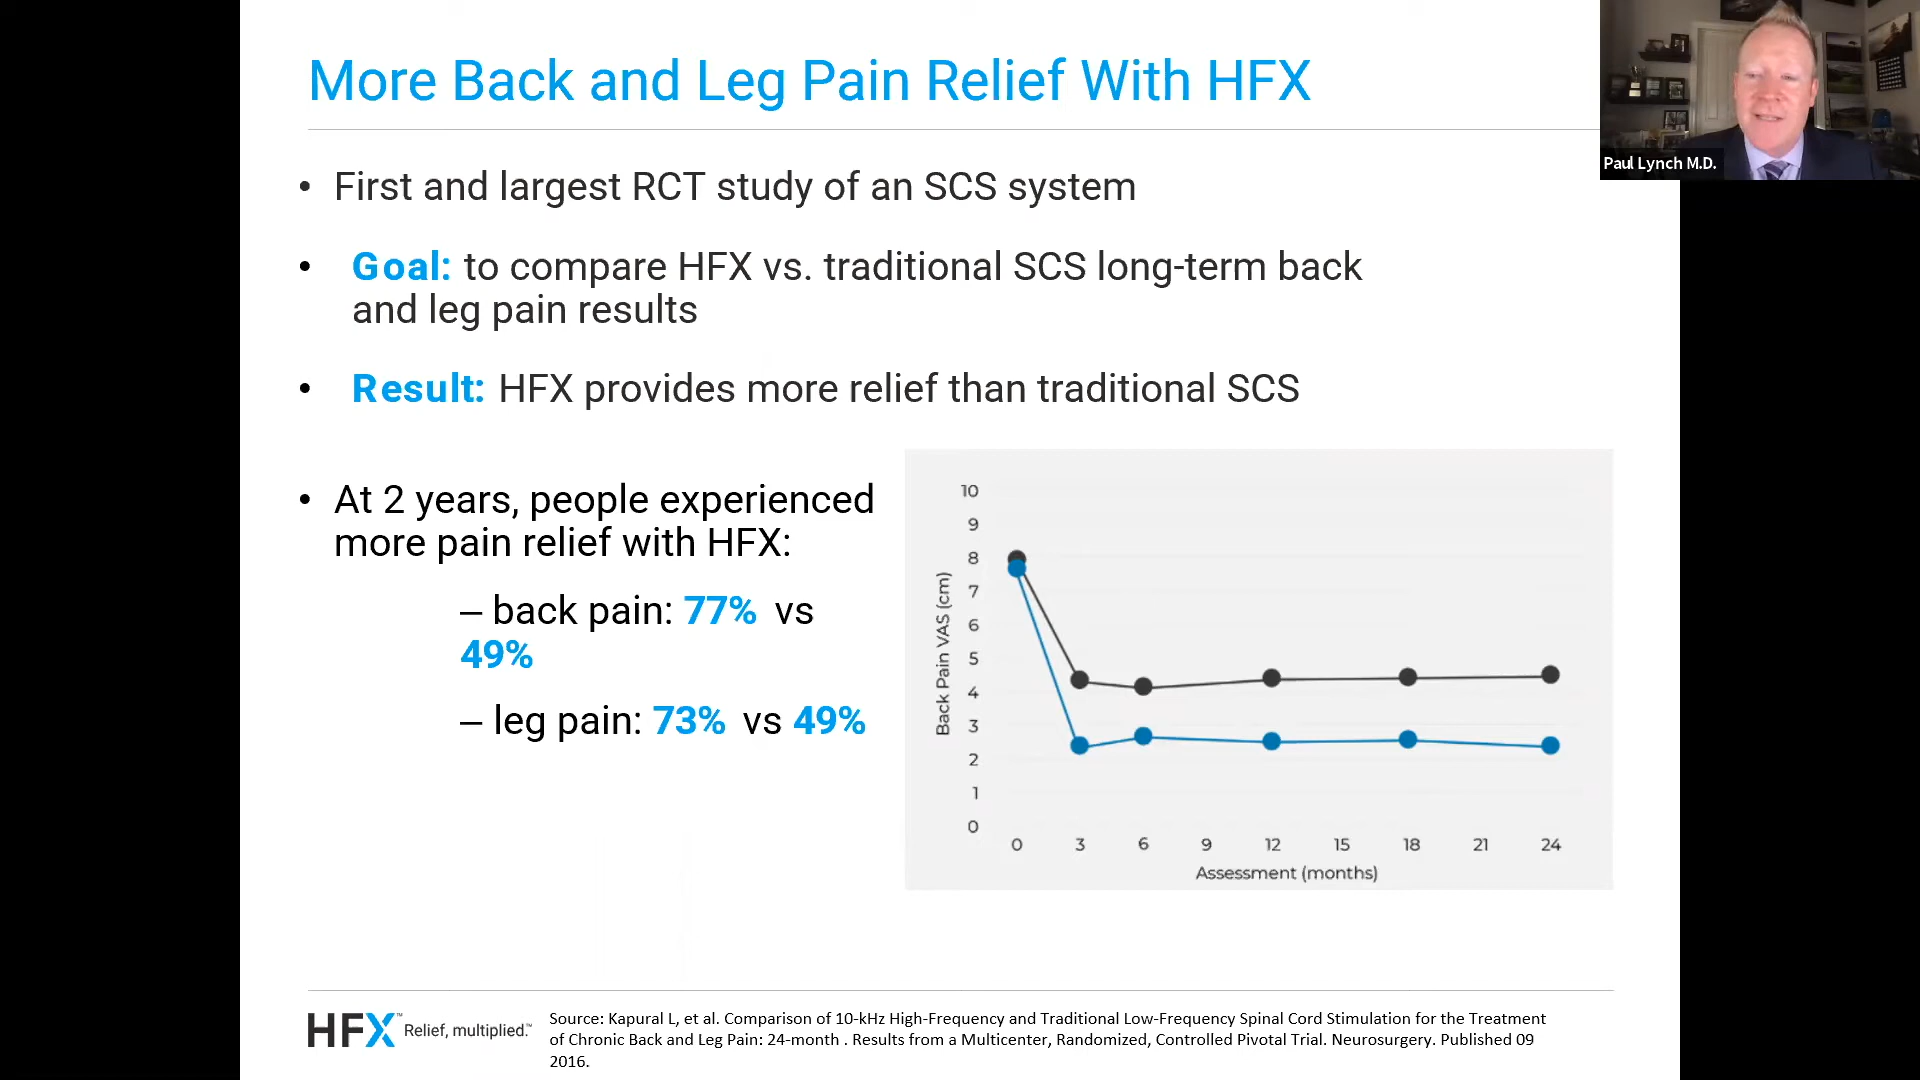 More Back and Leg Pain Relief With HFX
Paul Lynch M.D.
• First and largest RCT study of an SCS system
• Goal: to compare HFX vs. traditional SCS long-term back
and leg pain results
• Result: HFX provides more relief than traditional SCS
• At 2 years, people experienced
more pain relief with HFX:
– back pain: 77% vs
49%
– leg pain: 73% vs 49%
Back Pain VAS (cm)
10
9
8
7
6
5
4
3
2
1
0
0 3 6 9 12 15 18 21 24
Assessment (months)
HFX™ Relief, multiplied.™
Source: Kapural L, et al. Comparison of 10-kHz High-Frequency and Traditional Low-Frequency Spinal Cord Stimulation for the Treatment
of Chronic Back and Leg Pain: 24-month . Results from a Multicenter, Randomized, Controlled Pivotal Trial. Neurosurgery. Published 09
2016.